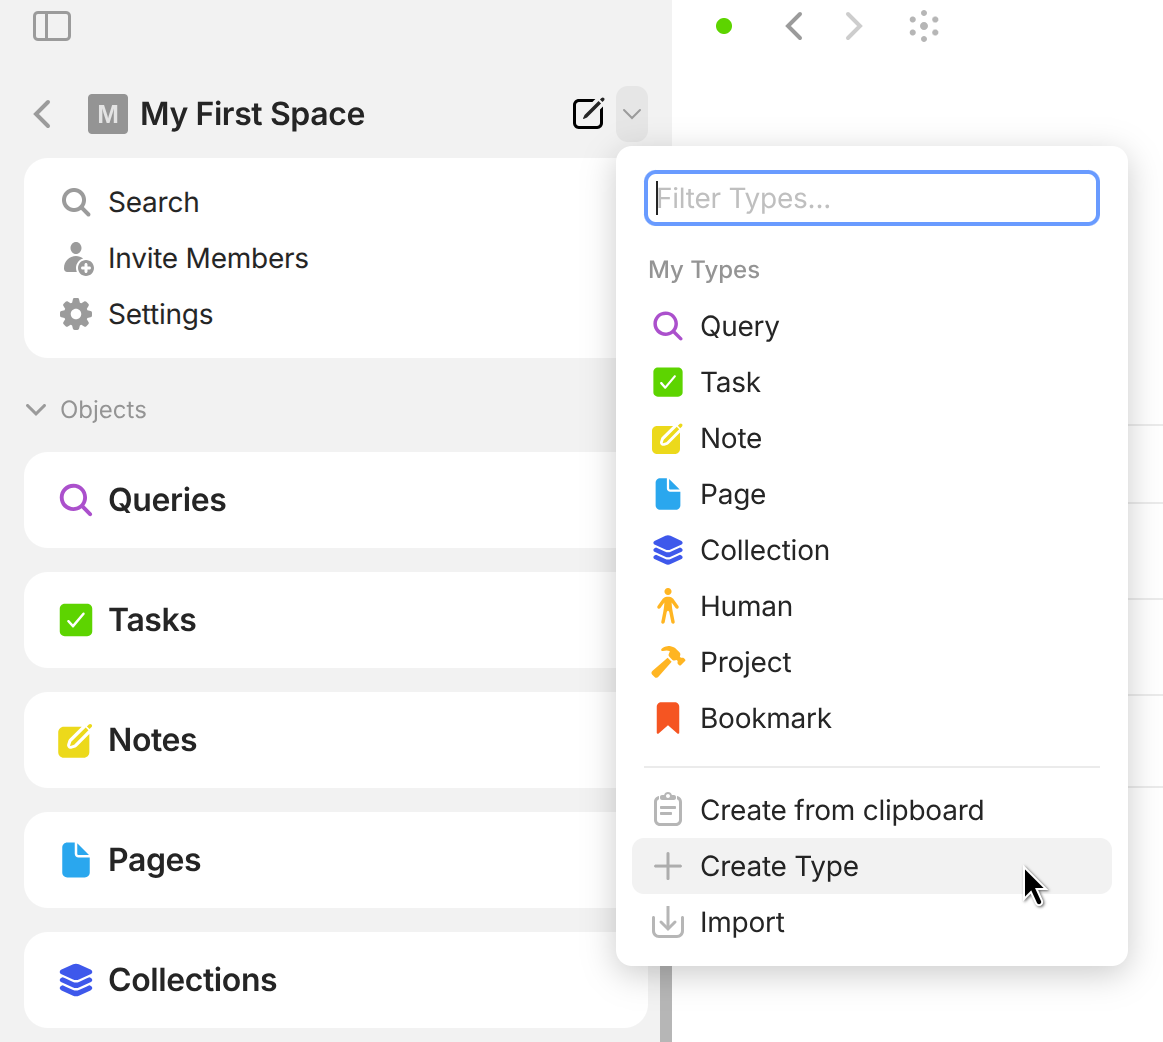 M My First Space
Search
Invite Members
Settings
Objects
Queries
Tasks
Notes
Pages
Collections
Filter Types...
My Types
Query
Task
Note
Page
Collection
Human
Project
Bookmark
Create from clipboard
Create Type
Import